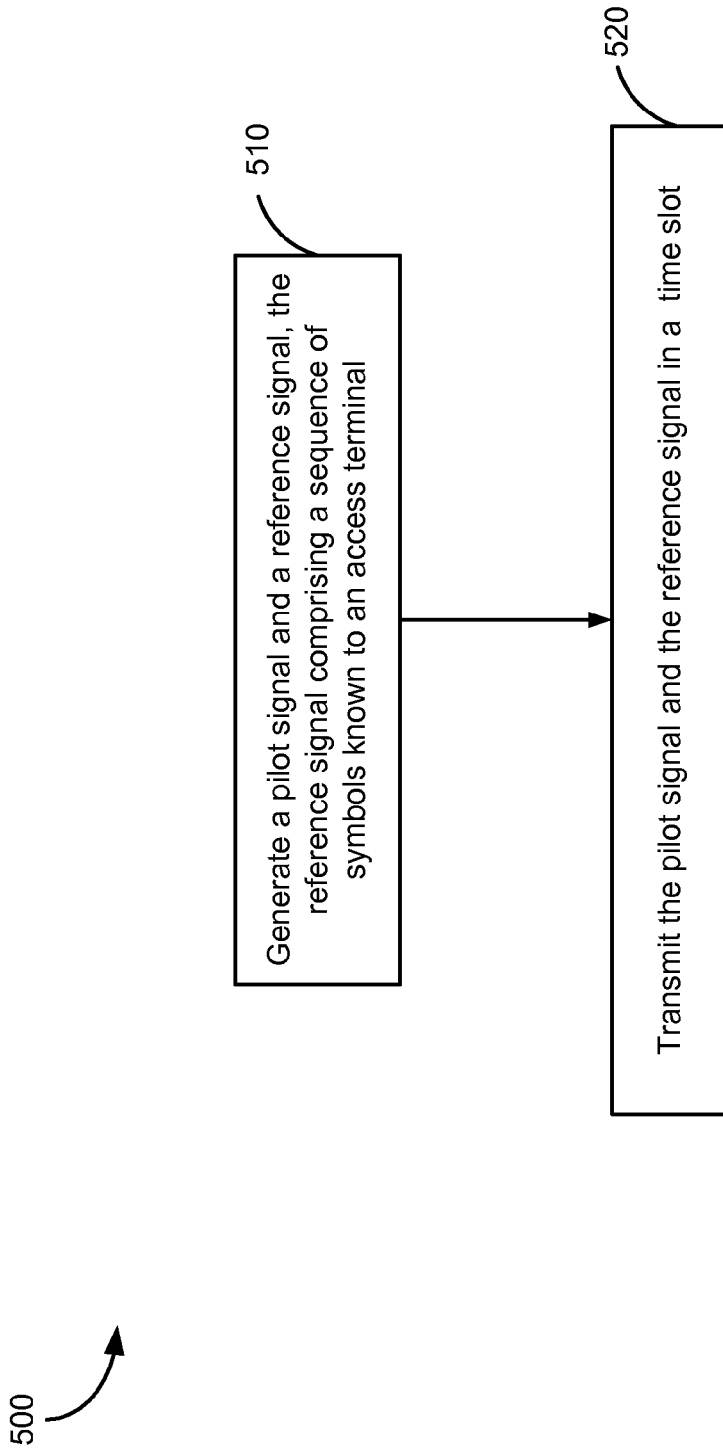 500
510
Generate a pilot signal and a reference signal, the
reference signal comprising a sequence of
symbols known to an access terminal
520
Transmit the pilot signal and the reference signal in a time slot